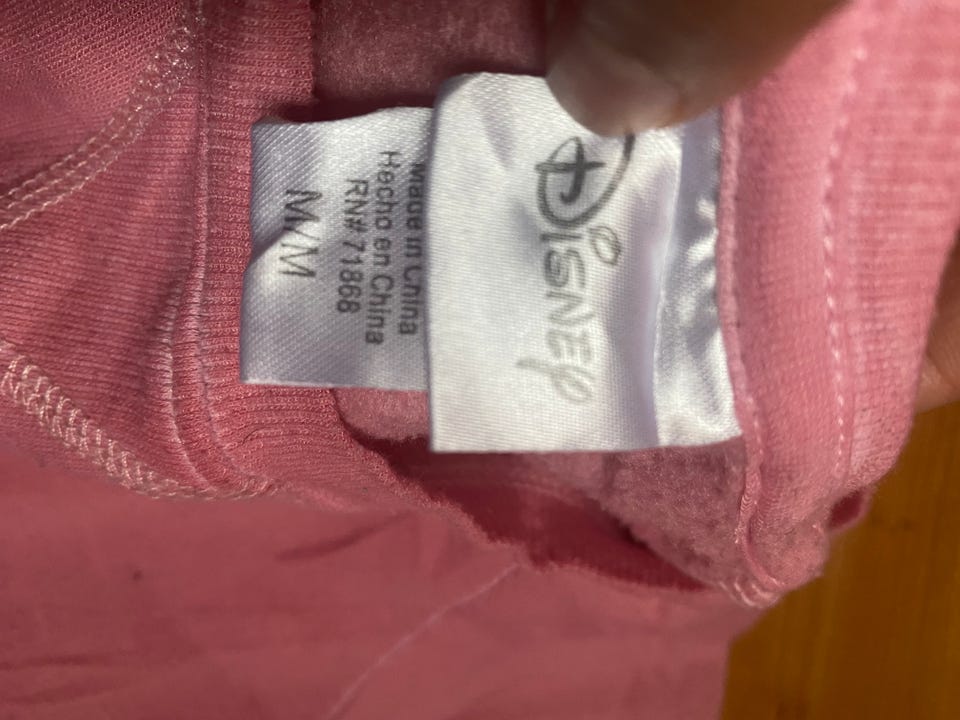 Disney
Made in China
Hecho en China
RN# 71868
M/M